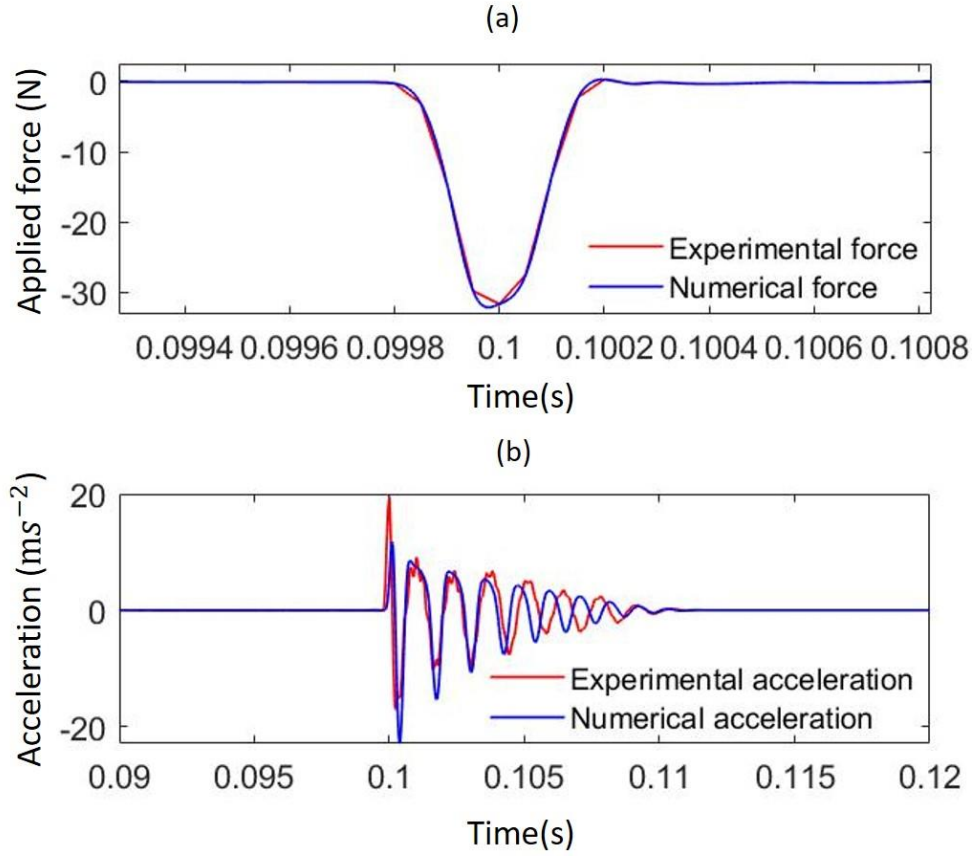 (a)
Applied force (N)
0
-10
-20
-30
Experimental force
Numerical force
0.0994 0.0996 0.0998 0.1 0.1002 0.1004 0.1006 0.1008
Time(s)
(b)
Acceleration (ms⁻²)
20
0
-20
Experimental acceleration
Numerical acceleration
0.09 0.095 0.1 0.105 0.11 0.115 0.12
Time(s)